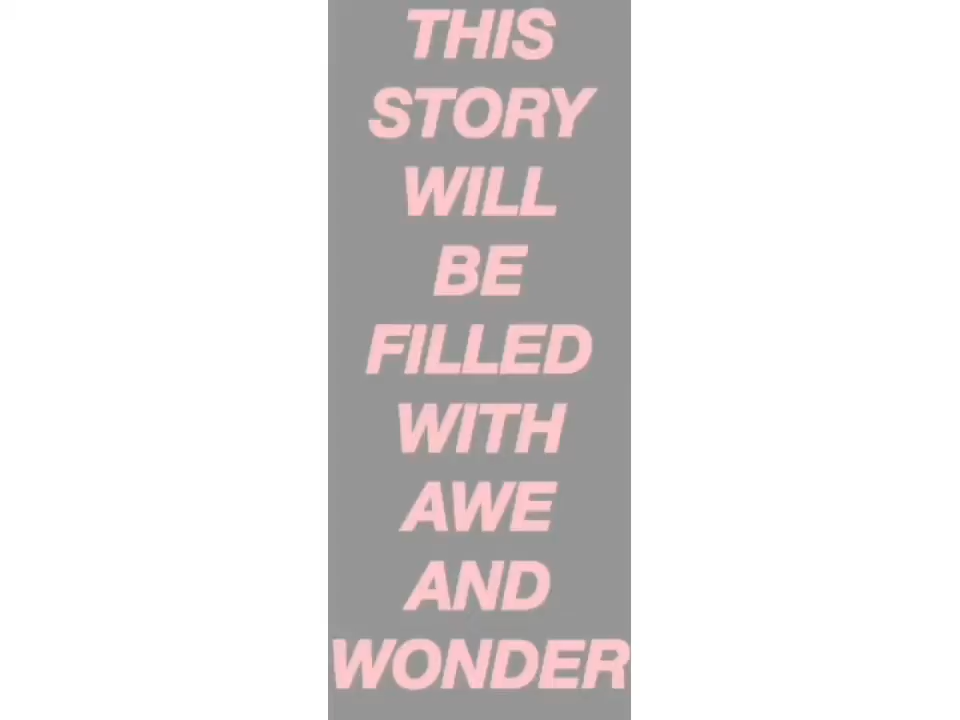 THIS
STORY
WILL
BE
FILLED
WITH
AWE
AND
WONDER